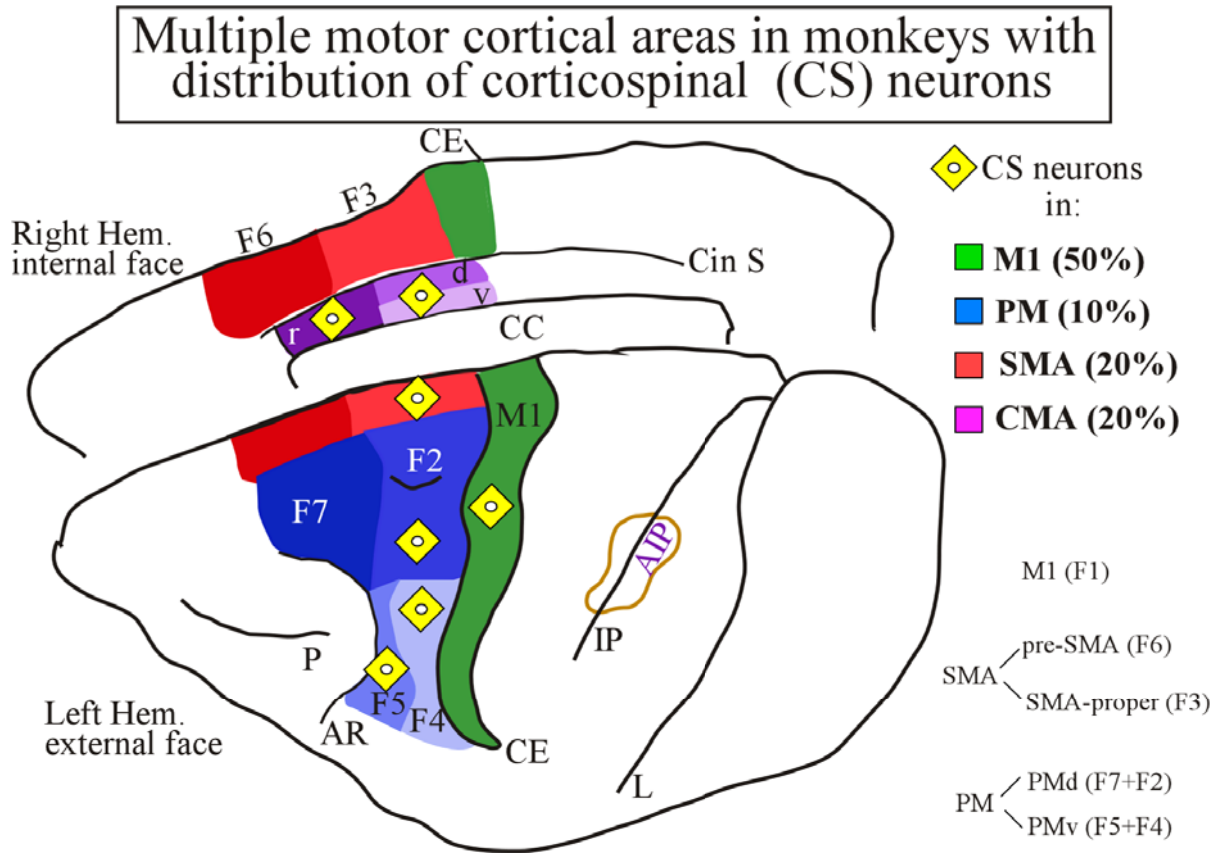 Multiple motor cortical areas in monkeys with
distribution of corticospinal (CS) neurons
CE
F3
F6
Right Hem.
internal face
Cin S
d
v
r
CC
CS neurons
in:
M1 (50%)
PM (10%)
SMA (20%)
CMA (20%)
M1
F2
F7
AIP
IP
P
F5
F4
AR
CE
L
Left Hem.
external face
M1 (F1)
pre-SMA (F6)
SMA
SMA-proper (F3)
PMd (F7+F2)
PM
PMv (F5+F4)